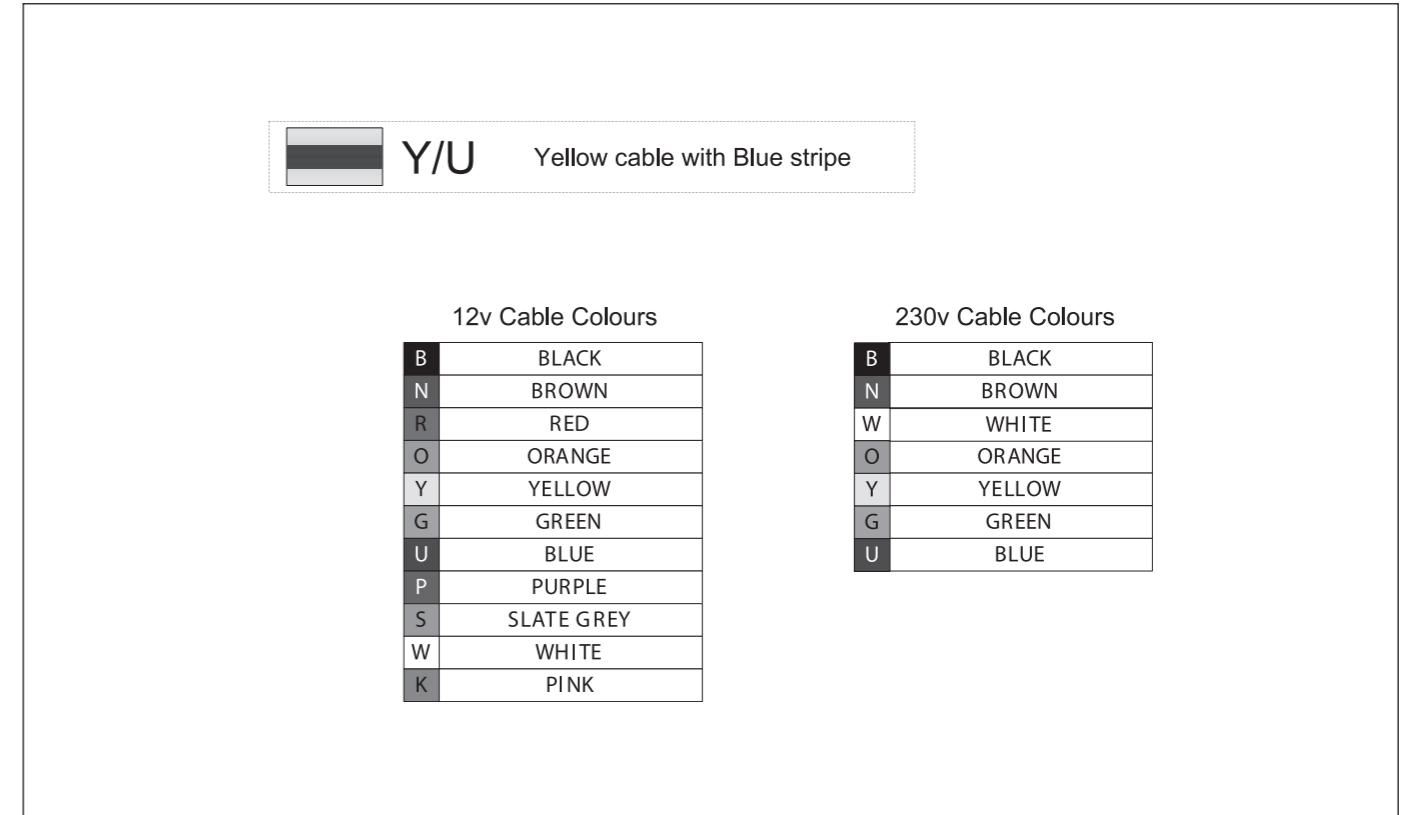 Y/U Yellow cable with Blue stripe
12v Cable Colours
B BLACK
N BROWN
R RED
O ORANGE
Y YELLOW
G GREEN
U BLUE
P PURPLE
S SLATE GREY
W WHITE
K PINK
230v Cable Colours
B BLACK
N BROWN
W WHITE
O ORANGE
Y YELLOW
G GREEN
U BLUE